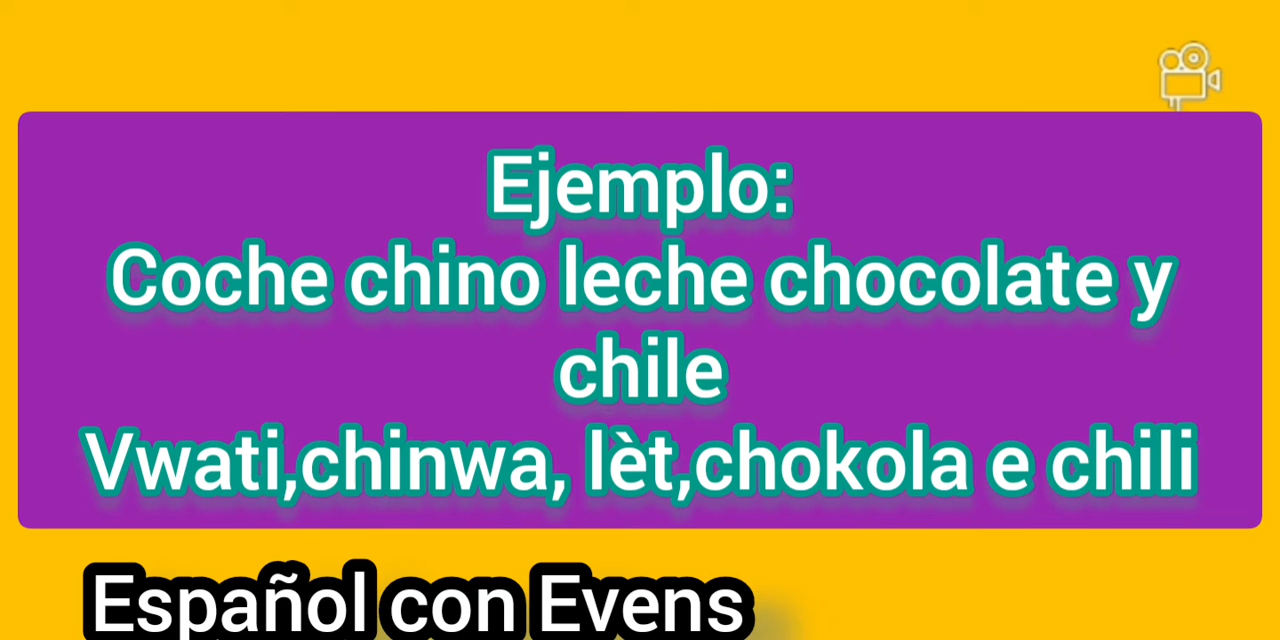 Ejemplo:
Coche chino leche chocolate y
chile
Vwati,chinwa, lèt,chokola e chili
Español con Evens